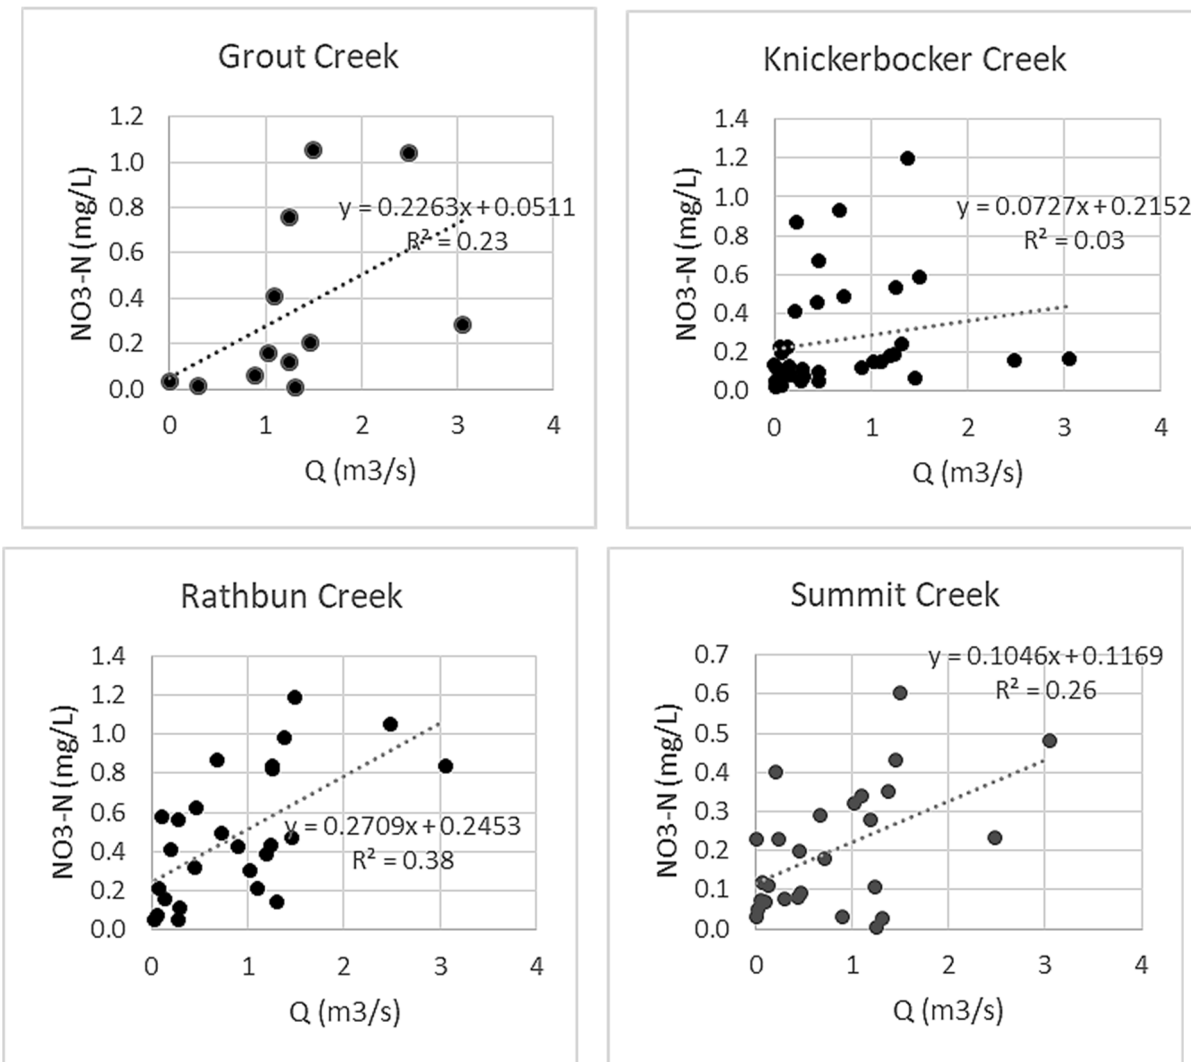 Grout Creek
NO3-N (mg/L)
1.2
1.0
0.8
0.6
0.4
0.2
0.0
y = 0.2263x + 0.0511
R² = 0.23
0 1 2 3 4
Q (m3/s)
Knickerbocker Creek
NO3-N (mg/L)
1.4
1.2
1.0
0.8
0.6
0.4
0.2
0.0
y = 0.0727x + 0.2152
R² = 0.03
0 1 2 3 4
Q (m3/s)
Rathbun Creek
NO3-N (mg/L)
1.4
1.2
1.0
0.8
0.6
0.4
0.2
0.0
y = 0.2709x + 0.2453
R² = 0.38
0 1 2 3 4
Q (m3/s)
Summit Creek
NO3-N (mg/L)
0.7
0.6
0.5
0.4
0.3
0.2
0.1
0.0
y = 0.1046x + 0.1169
R² = 0.26
0 1 2 3 4
Q (m3/s)